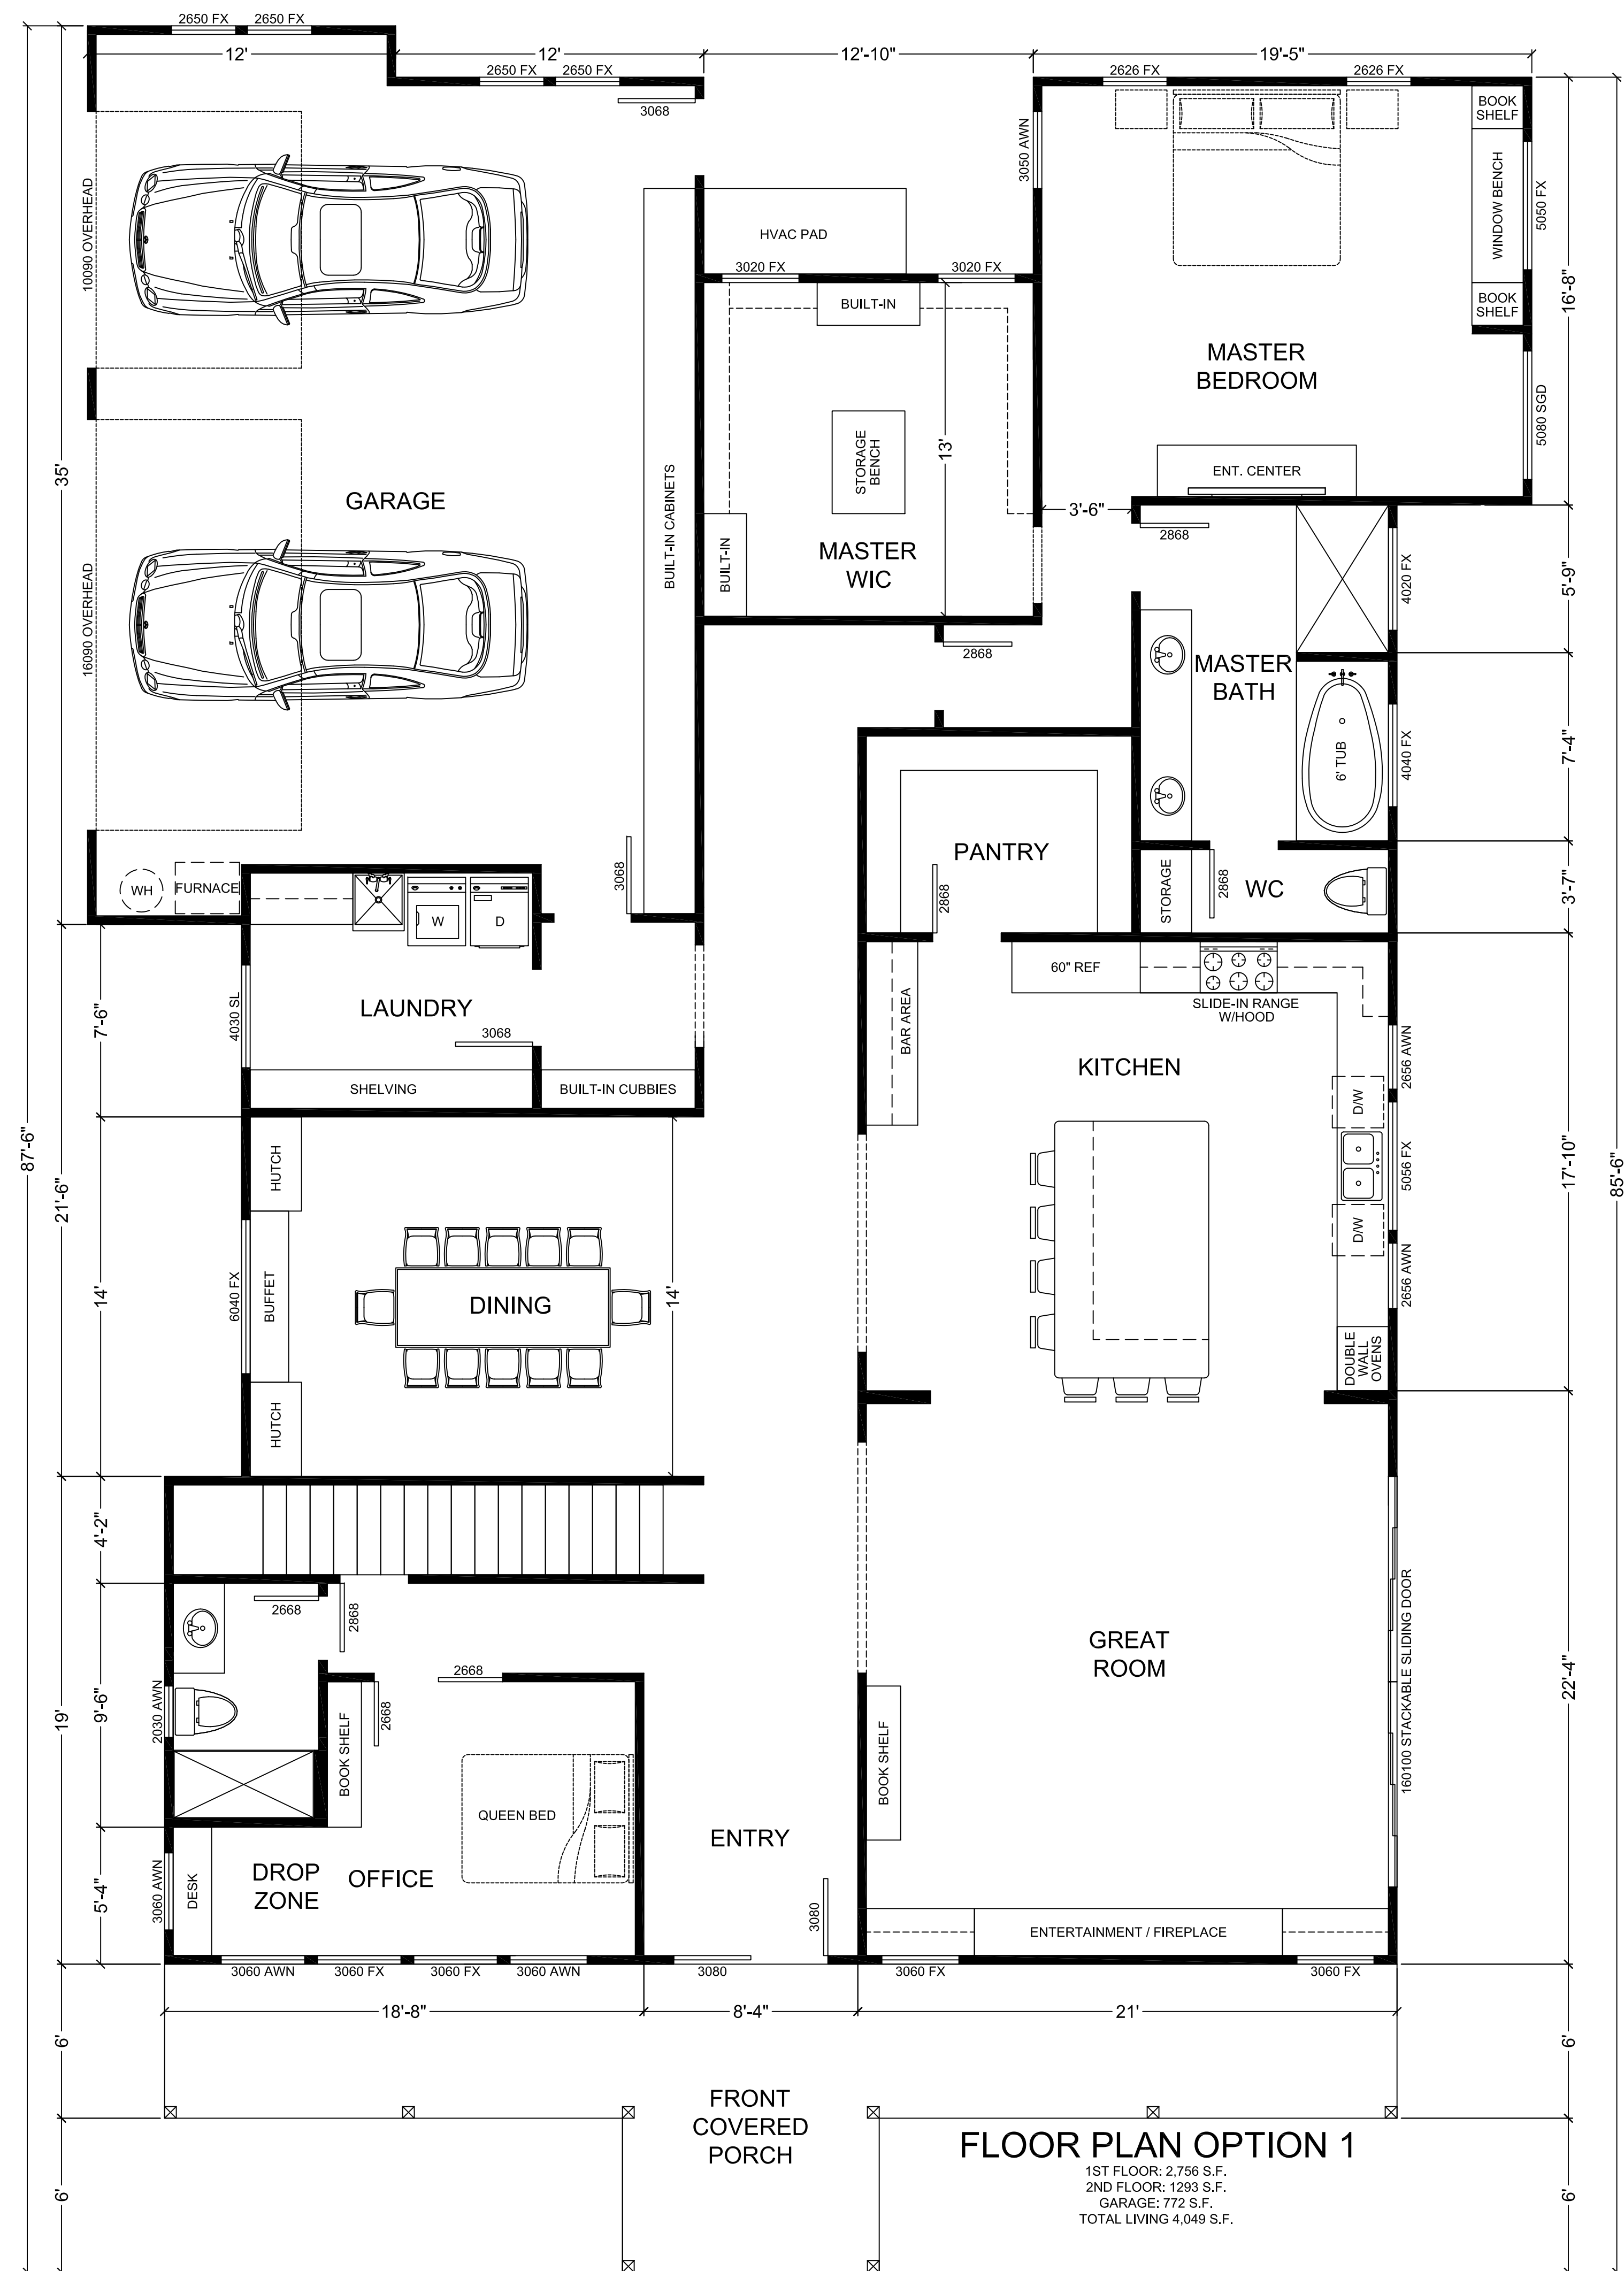 2650 FX
2650 FX
12'
12'
12'-10"
19'-5"
2650 FX
2650 FX
2626 FX
2626 FX
3068
3050 AWN
BOOK
SHELF
WINDOW BENCH
5050 FX
BOOK
SHELF
10090 OVERHEAD
HVAC PAD
3020 FX
3020 FX
BUILT-IN
16'-8"
MASTER
BEDROOM
5080 SGD
STORAGE
BENCH
13'
ENT. CENTER
35'
GARAGE
BUILT-IN CABINETS
3'-6"
2868
BUILT-IN
MASTER
WIC
4020 FX
5'-9"
16090 OVERHEAD
2868
MASTER
BATH
6' TUB
4040 FX
7'-4"
PANTRY
3068
2868
WH
FURNACE
W
D
STORAGE
2868
WC
3'-7"
60" REF
SLIDE-IN RANGE
W/HOOD
BAR AREA
LAUNDRY
4030 SL
7'-6"
3068
SHELVING
BUILT-IN CUBBIES
KITCHEN
2656 AWN
D/W
87'-6"
21'-6"
HUTCH
5056 FX
17'-10"
85'-6"
D/W
14'
6040 FX
BUFFET
DINING
14'
2656 AWN
DOUBLE
WALL
OVENS
HUTCH
4'-2"
2668
2868
160100 STACKABLE SLIDING DOOR
GREAT
ROOM
2668
2668
22'-4"
19'
9'-6"
2030 AWN
BOOK SHELF
BOOK SHELF
QUEEN BED
ENTRY
5'-4"
3060 AWN
DESK
DROP
ZONE
OFFICE
3080
ENTERTAINMENT / FIREPLACE
3060 AWN
3060 FX
3060 FX
3060 AWN
3080
3060 FX
3060 FX
18'-8"
8'-4"
21'
6'
6'
FRONT
COVERED
PORCH
FLOOR PLAN OPTION 1
1ST FLOOR: 2,756 S.F.
2ND FLOOR: 1293 S.F.
GARAGE: 772 S.F.
TOTAL LIVING 4,049 S.F.
6'
6'